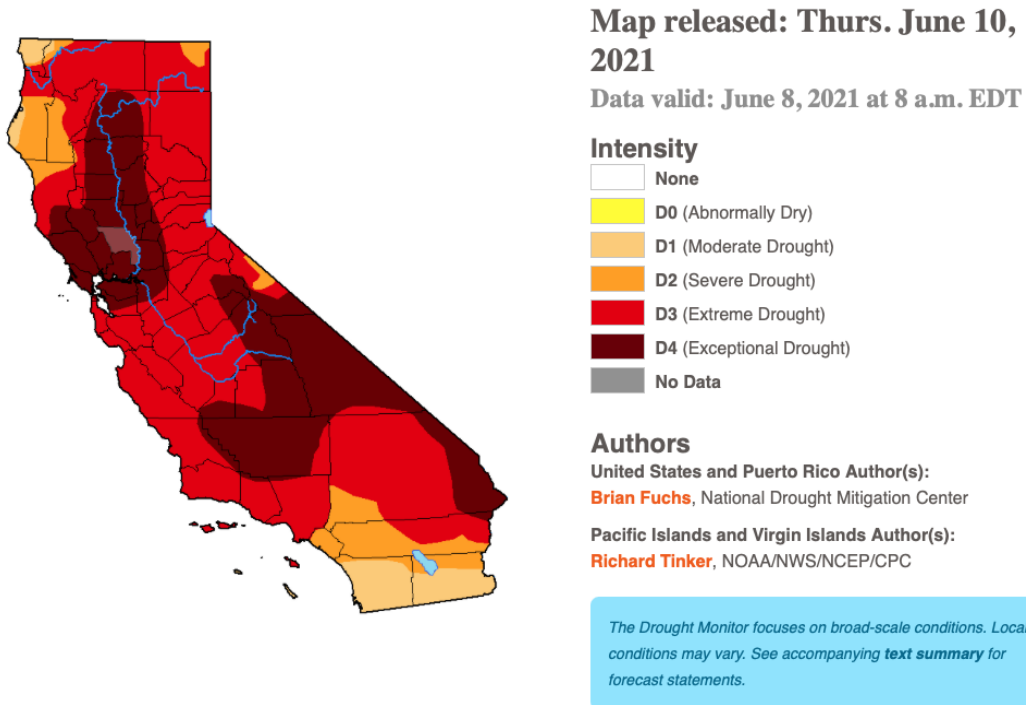 Map released: Thurs. June 10,
2021
Data valid: June 8, 2021 at 8 a.m. EDT
Intensity
None
D0 (Abnormally Dry)
D1 (Moderate Drought)
D2 (Severe Drought)
D3 (Extreme Drought)
D4 (Exceptional Drought)
No Data
Authors
United States and Puerto Rico Author(s):
Brian Fuchs, National Drought Mitigation Center
Pacific Islands and Virgin Islands Author(s):
Richard Tinker, NOAA/NWS/NCEP/CPC
The Drought Monitor focuses on broad-scale conditions. Local
conditions may vary. See accompanying text summary for
forecast statements.